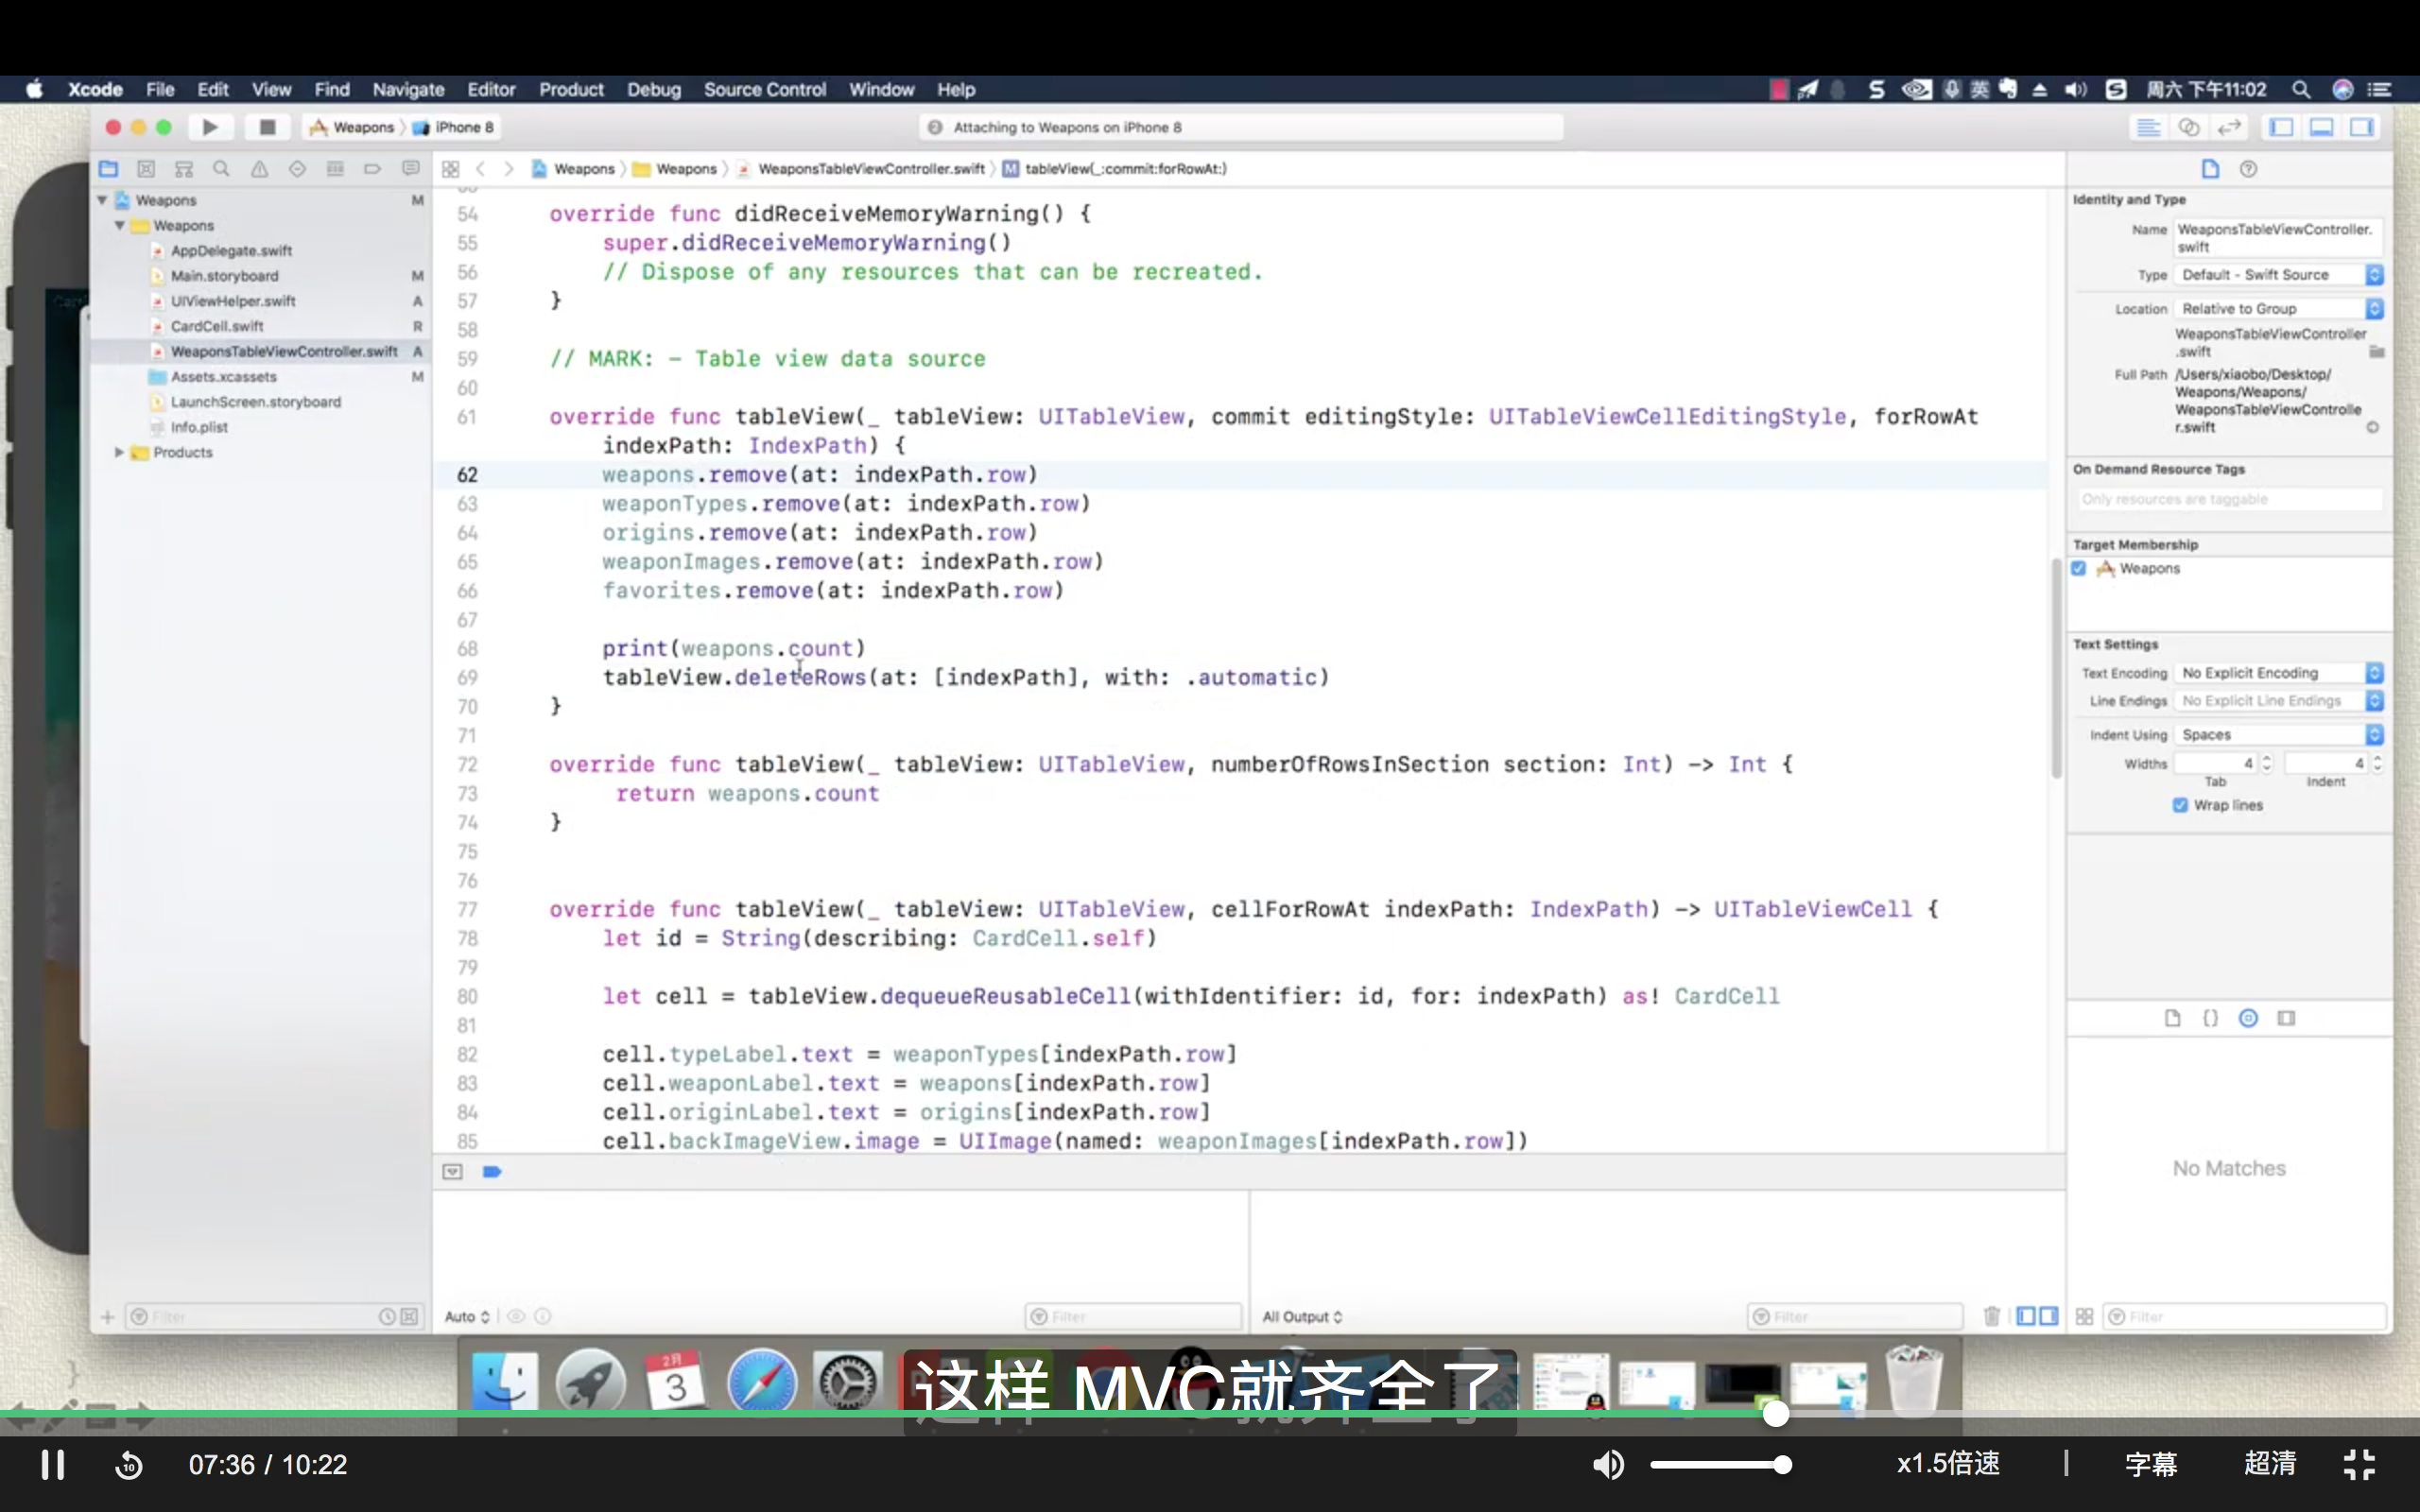 Xcode File Edit View Find Navigate Editor Product Debug Source Control Window Help 英 周六 下午11:02
Weapons 〉 iPhone 8
Attaching to Weapons on iPhone 8
Weapons 〉 Weapons 〉 WeaponsTableViewController.swift 〉 M tableView(_:commit:forRowAt:)
Weapons M
Weapons
AppDelegate.swift
Main.storyboard M
UIViewHelper.swift A
CardCell.swift R
WeaponsTableViewController.swift A
Assets.xcassets M
LaunchScreen.storyboard
Info.plist
Products
Filter
54 override func didReceiveMemoryWarning() {
55 super.didReceiveMemoryWarning()
56 // Dispose of any resources that can be recreated.
57 }
58
59 // MARK: - Table view data source
60
61 override func tableView(_ tableView: UITableView, commit editingStyle: UITableViewCellEditingStyle, forRowAt
indexPath: IndexPath) {
62 weapons.remove(at: indexPath.row)
63 weaponTypes.remove(at: indexPath.row)
64 origins.remove(at: indexPath.row)
65 weaponImages.remove(at: indexPath.row)
66 favorites.remove(at: indexPath.row)
67
68 print(weapons.count)
69 tableView.deleteRows(at: [indexPath], with: .automatic)
70 }
71
72 override func tableView(_ tableView: UITableView, numberOfRowsInSection section: Int) -> Int {
73 return weapons.count
74 }
75
76
77 override func tableView(_ tableView: UITableView, cellForRowAt indexPath: IndexPath) -> UITableViewCell {
78 let id = String(describing: CardCell.self)
79
80 let cell = tableView.dequeueReusableCell(withIdentifier: id, for: indexPath) as! CardCell
81
82 cell.typeLabel.text = weaponTypes[indexPath.row]
83 cell.weaponLabel.text = weapons[indexPath.row]
84 cell.originLabel.text = origins[indexPath.row]
85 cell.backImageView.image = UIImage(named: weaponImages[indexPath.row])
Auto
Filter
All Output
Filter
Identity and Type
Name WeaponsTableViewController.
swift
Type Default - Swift Source
Location Relative to Group
WeaponsTableViewController
.swift
Full Path /Users/xiaobo/Desktop/
Weapons/Weapons/
WeaponsTableViewControlle
r.swift
On Demand Resource Tags
Only resources are taggable
Target Membership
Weapons
Text Settings
Text Encoding No Explicit Encoding
Line Endings No Explicit Line Endings
Indent Using Spaces
Widths 4 4
Tab Indent
Wrap lines
No Matches
Filter
2月
3
这样 MVC就齐全了
10
07:36 / 10:22
x1.5倍速
字幕
超清